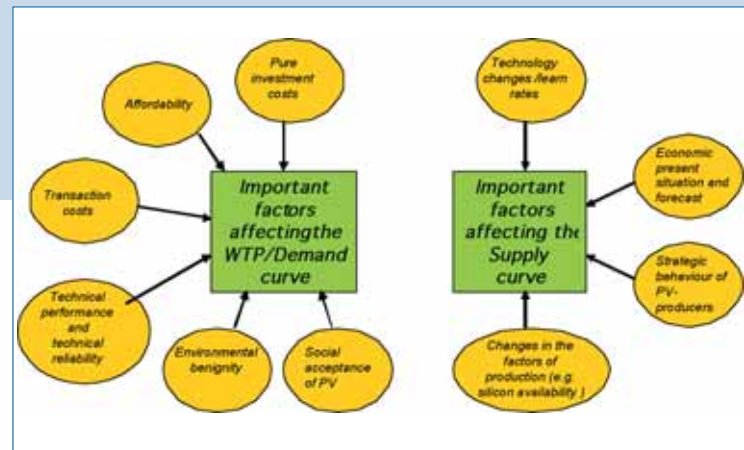 Pure
investment
costs
Affordability
Transaction
costs
Technical
performance
and
technical
reliability
Environmental
benignity
Social
acceptance
of PV
Important
factors
affectingthe
WTP/Demand
curve
Technology
changes /learn
rates
Economic
present
situation and
forecast
Strategic
behaviour of
PV-
producers
Changes in the
factors of
production (e.g.
silicon availability )
Important
factors
affecting the
Supply
curve